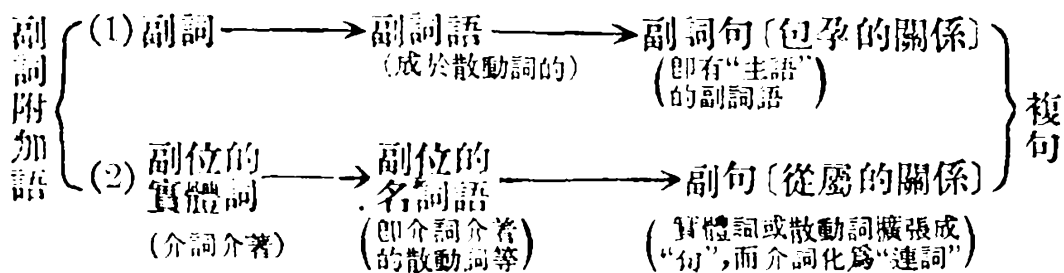 副詞附加語
(1) 副詞 → 副詞語 → 副詞句〔包孕的關係〕
(成於散動詞的)
(即有“主語”
的副詞語)
(2) 副位的
實體詞 → 副位的
名詞語 → 副句〔從屬的關係〕
(介詞介著)
(即介詞介著
的散動詞等)
(實體詞或散動詞擴張成
“句”,而介詞化爲“連詞”)
複句